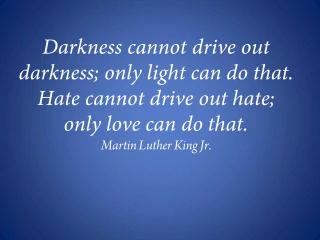 Darkness cannot drive out
darkness; only light can do that.
Hate cannot drive out hate;
only love can do that.
Martin Luther King Jr.